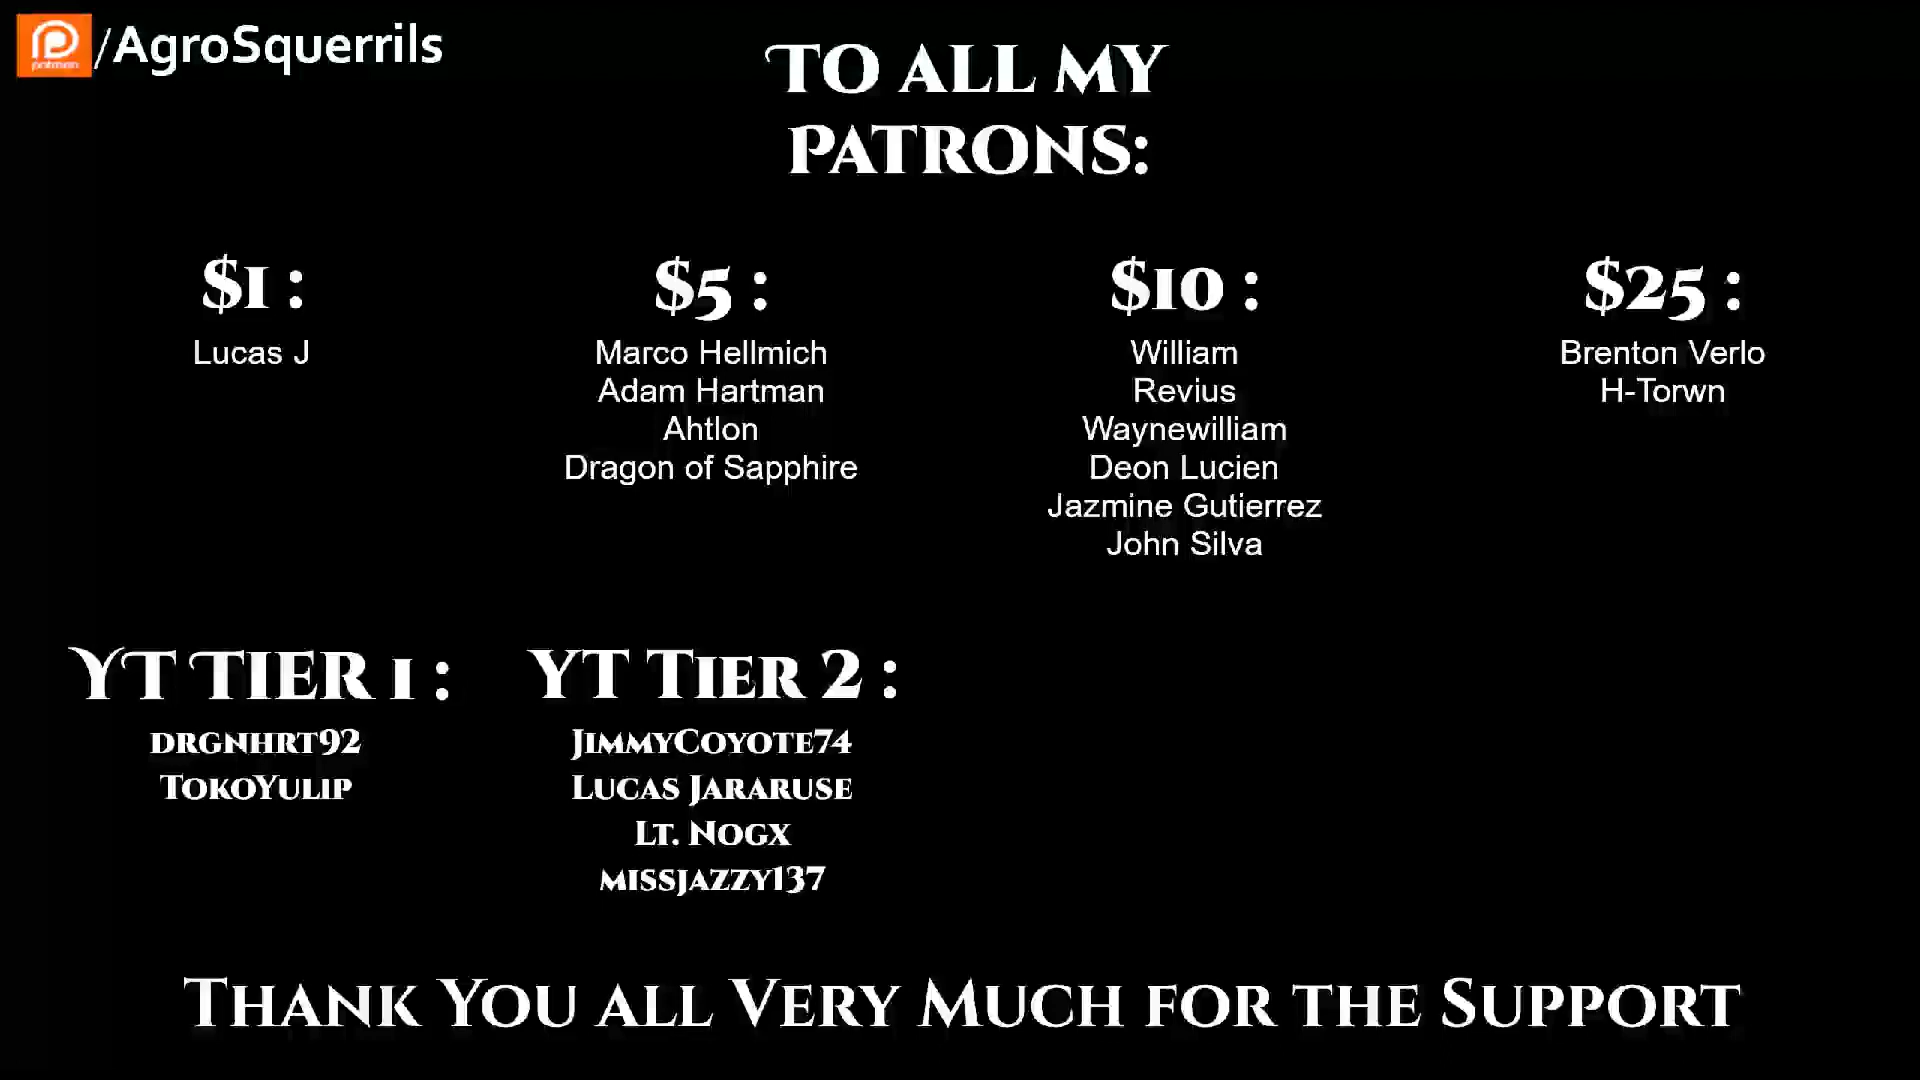 patreon
/AgroSquerrils
To all my
Patrons:
$1 :
Lucas J
$5 :
Marco Hellmich
Adam Hartman
Ahtlon
Dragon of Sapphire
$10 :
William
Revius
Waynewilliam
Deon Lucien
Jazmine Gutierrez
John Silva
$25 :
Brenton Verlo
H-Torwn
YT Tier 1 :
drgnhrt92
TokoYulip
YT Tier 2 :
JimmyCoyote74
Lucas Jararuse
Lt. Nogx
missjazzy137
Thank You all Very Much for the Support